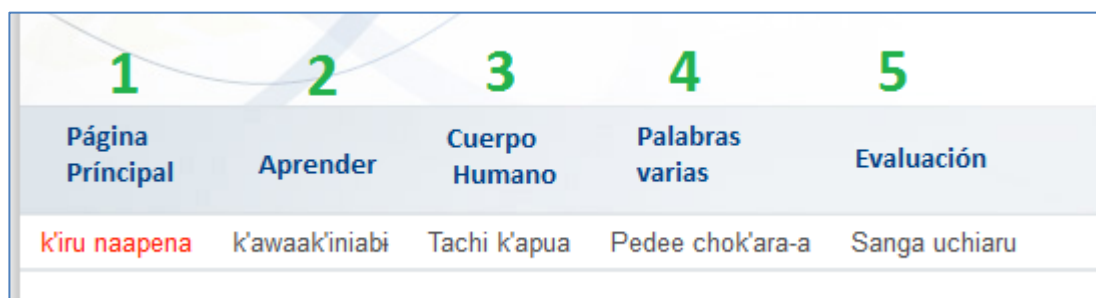 1 2 3 4 5
Página Príncipal
Aprender
Cuerpo Humano
Palabras varias
Evaluación
k'iru naapena k'awaak'iniabɨ Tachi k'apua Pedee chok'ara-a Sanga uchiaru